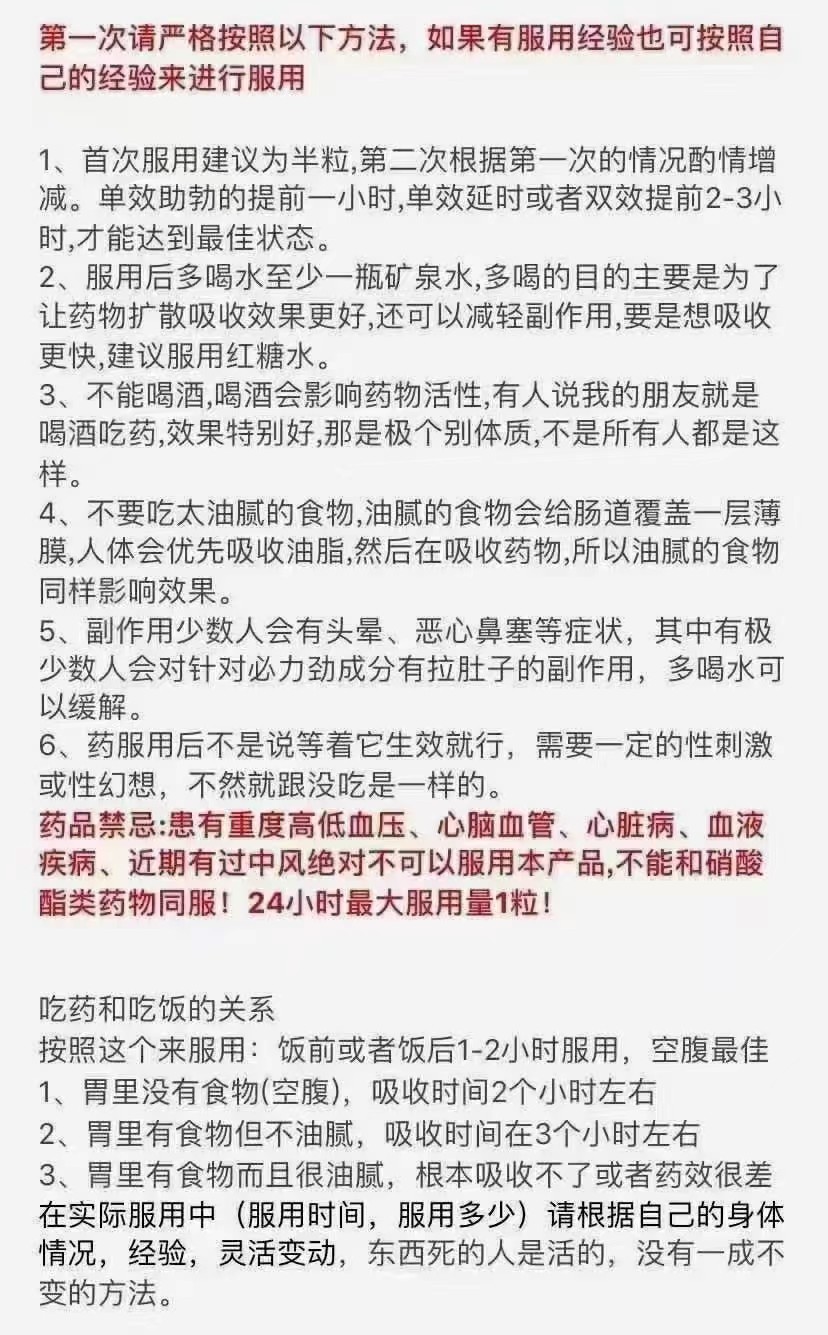 第一次请严格按照以下方法，如果有服用经验也可按照自
己的经验来进行服用
1、首次服用建议为半粒,第二次根据第一次的情况酌情增
减。单效助勃的提前一小时,单效延时或者双效提前2-3小
时,才能达到最佳状态。
2、服用后多喝水至少一瓶矿泉水,多喝的目的主要是为了
让药物扩散吸收效果更好,还可以减轻副作用,要是想吸收
更快,建议服用红糖水。
3、不能喝酒,喝酒会影响药物活性,有人说我的朋友就是
喝酒吃药,效果特别好,那是极个别体质,不是所有人都是这
样。
4、不要吃太油腻的食物,油腻的食物会给肠道覆盖一层薄
膜,人体会优先吸收油脂,然后在吸收药物,所以油腻的食物
同样影响效果。
5、副作用少数人会有头晕、恶心鼻塞等症状，其中有极
少数人会对针对必力劲成分有拉肚子的副作用，多喝水可
以缓解。
6、药服用后不是说等着它生效就行，需要一定的性刺激
或性幻想，不然就跟没吃是一样的。
药品禁忌:患有重度高低血压、心脑血管、心脏病、血液
疾病、近期有过中风绝对不可以服用本产品,不能和硝酸
酯类药物同服！24小时最大服用量1粒！
吃药和吃饭的关系
按照这个来服用：饭前或者饭后1-2小时服用，空腹最佳
1、胃里没有食物(空腹)，吸收时间2个小时左右
2、胃里有食物但不油腻，吸收时间在3个小时左右
3、胃里有食物而且很油腻，根本吸收不了或者药效很差
在实际服用中（服用时间，服用多少）请根据自己的身体
情况，经验，灵活变动，东西死的人是活的，没有一成不
变的方法。